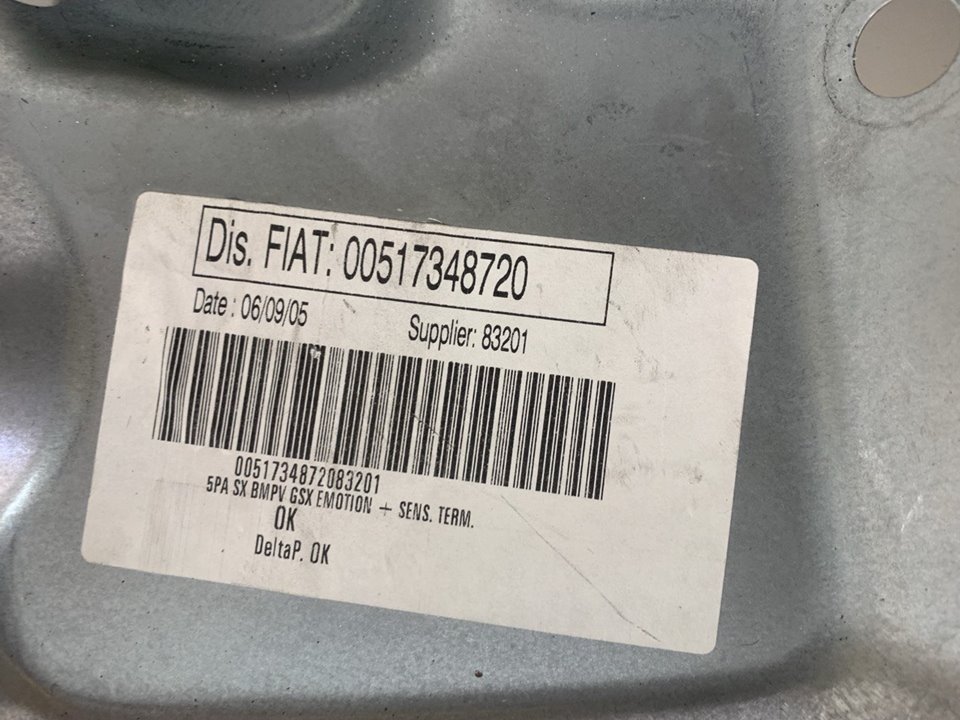 Dis. FIAT: 00517348720
Date : 06/09/05 Supplier: 83201
0051734872083201
5PA SX BMPV GSX EMOTION + SENS. TERM.
OK
DeltaP. OK